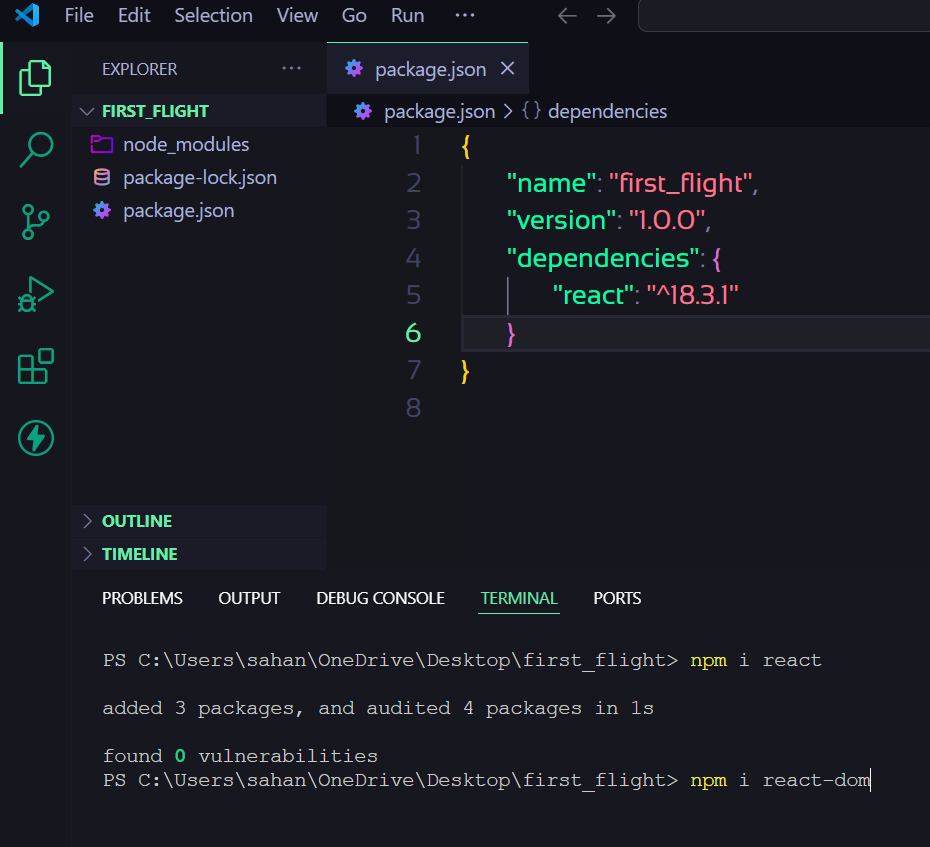 File Edit Selection View Go Run ···
EXPLORER ···
FIRST_FLIGHT
node_modules
package-lock.json
package.json
OUTLINE
TIMELINE
package.json
package.json > {} dependencies
1 {
2 "name": "first_flight",
3 "version": "1.0.0",
4 "dependencies": {
5 "react": "^18.3.1"
6 }
7 }
8
PROBLEMS OUTPUT DEBUG CONSOLE TERMINAL PORTS
PS C:\Users\sahan\OneDrive\Desktop\first_flight> npm i react
added 3 packages, and audited 4 packages in 1s
found 0 vulnerabilities
PS C:\Users\sahan\OneDrive\Desktop\first_flight> npm i react-dom